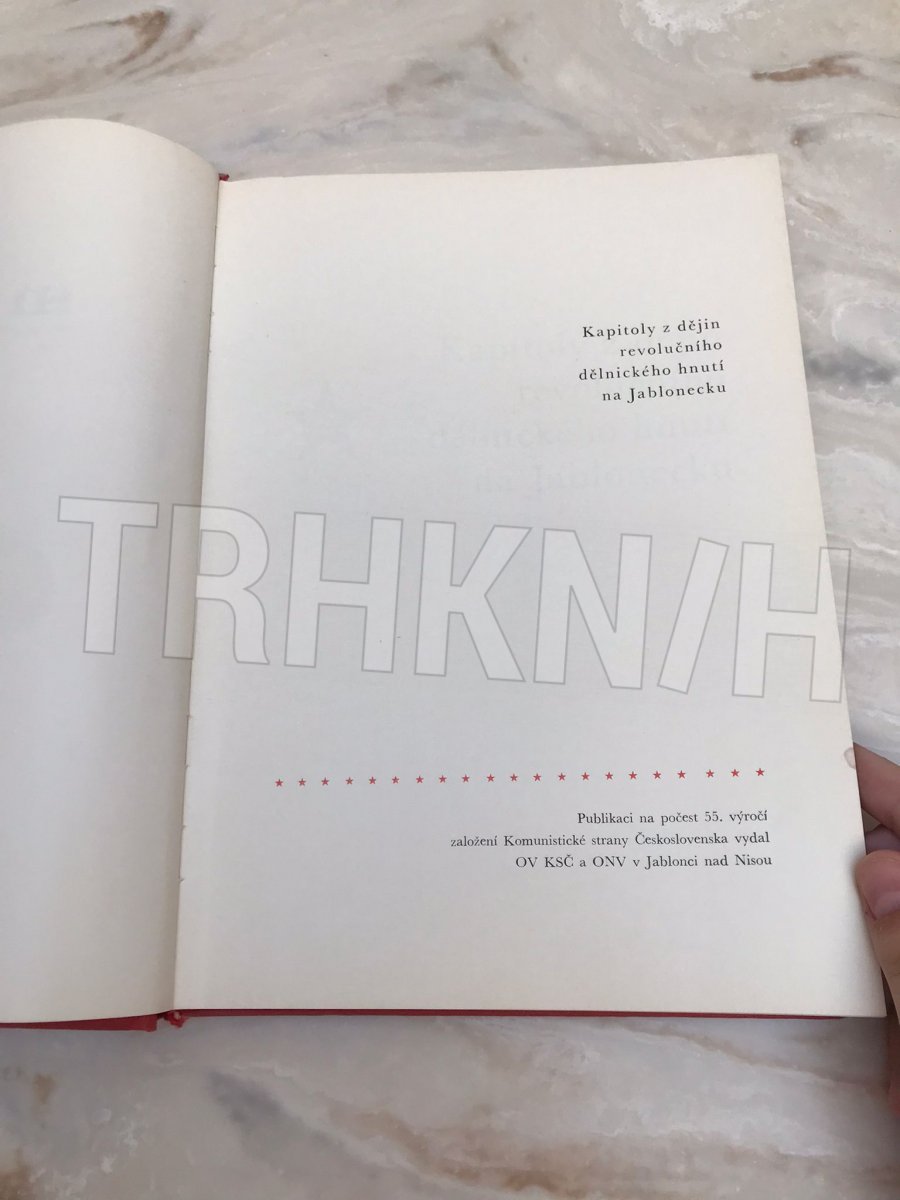 Kapitoly z dějin
revolučního
dělnického hnutí
na Jablonecku
TRHKN/H
★ ★ ★ ★ ★ ★ ★ ★ ★ ★ ★ ★ ★ ★ ★ ★ ★ ★ ★ ★ ★
Publikaci na počest 55. výročí
založení Komunistické strany Československa vydal
OV KSČ a ONV v Jablonci nad Nisou